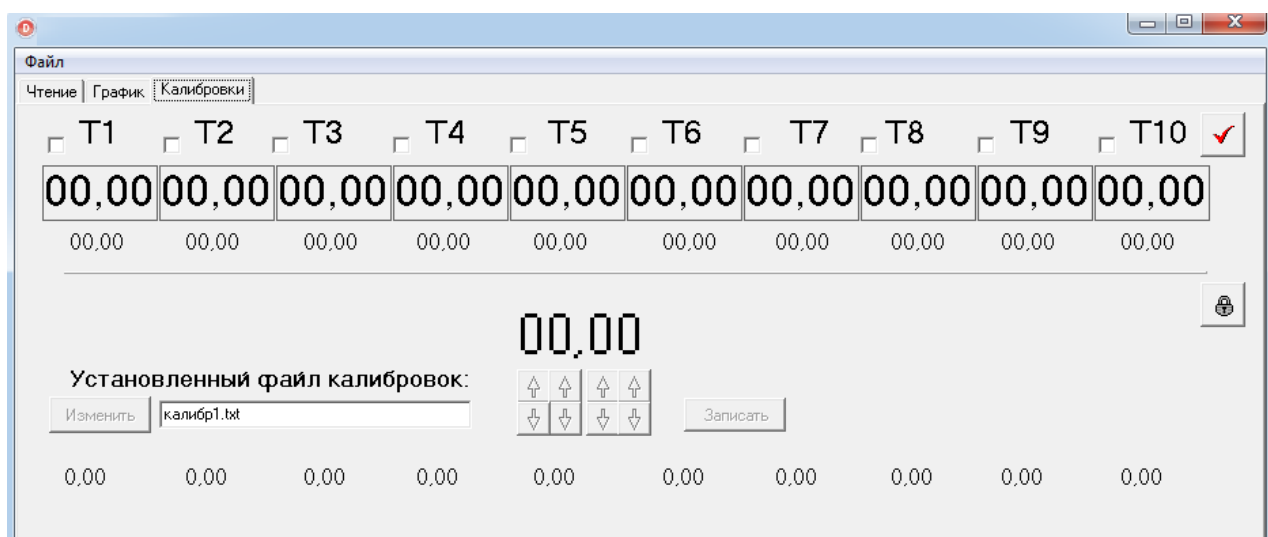 D
Файл
Чтение График Калибровки
T1 T2 T3 T4 T5 T6 T7 T8 T9 T10
00,00 00,00 00,00 00,00 00,00 00,00 00,00 00,00 00,00 00,00
00,00 00,00 00,00 00,00 00,00 00,00 00,00 00,00 00,00 00,00
00,00
Установленный файл калибровок:
Изменить калибр1.txt Записать
0,00 0,00 0,00 0,00 0,00 0,00 0,00 0,00 0,00 0,00